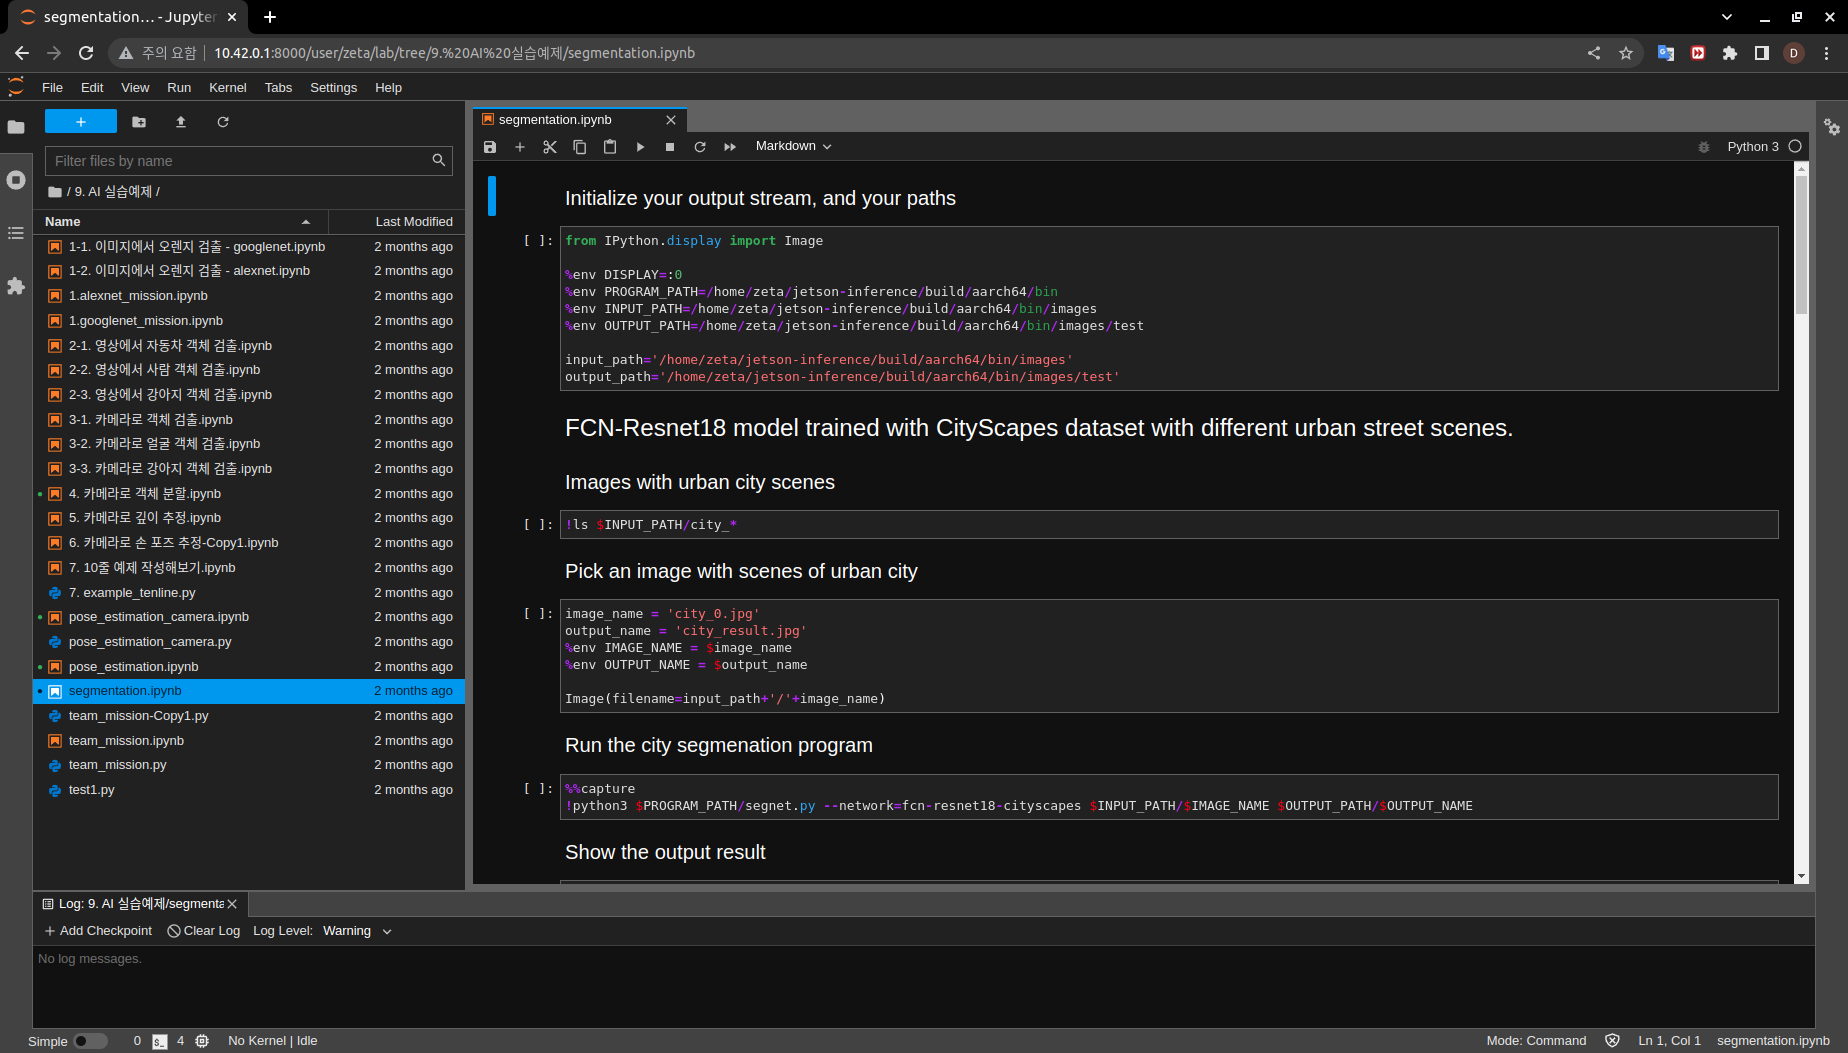 segmentation... - Jupyter
주의 요함 10.42.0.1:8000/user/zeta/lab/tree/9.%20AI%20실습예제/segmentation.ipynb
D
File Edit View Run Kernel Tabs Settings Help
+
Filter files by name
/ 9. AI 실습예제 /
Name Last Modified
1-1. 이미지에서 오렌지 검출 - googlenet.ipynb 2 months ago
1-2. 이미지에서 오렌지 검출 - alexnet.ipynb 2 months ago
1.alexnet_mission.ipynb 2 months ago
1.googlenet_mission.ipynb 2 months ago
2-1. 영상에서 자동차 객체 검출.ipynb 2 months ago
2-2. 영상에서 사람 객체 검출.ipynb 2 months ago
2-3. 영상에서 강아지 객체 검출.ipynb 2 months ago
3-1. 카메라로 객체 검출.ipynb 2 months ago
3-2. 카메라로 얼굴 객체 검출.ipynb 2 months ago
3-3. 카메라로 강아지 객체 검출.ipynb 2 months ago
4. 카메라로 객체 분할.ipynb 2 months ago
5. 카메라로 깊이 추정.ipynb 2 months ago
6. 카메라로 손 포즈 추정-Copy1.ipynb 2 months ago
7. 10줄 예제 작성해보기.ipynb 2 months ago
7. example_tenline.py 2 months ago
pose_estimation_camera.ipynb 2 months ago
pose_estimation_camera.py 2 months ago
pose_estimation.ipynb 2 months ago
segmentation.ipynb 2 months ago
team_mission-Copy1.py 2 months ago
team_mission.ipynb 2 months ago
team_mission.py 2 months ago
test1.py 2 months ago
segmentation.ipynb
Markdown Python 3
Initialize your output stream, and your paths
[ ]: from IPython.display import Image
%env DISPLAY=:0
%env PROGRAM_PATH=/home/zeta/jetson-inference/build/aarch64/bin
%env INPUT_PATH=/home/zeta/jetson-inference/build/aarch64/bin/images
%env OUTPUT_PATH=/home/zeta/jetson-inference/build/aarch64/bin/images/test
input_path='/home/zeta/jetson-inference/build/aarch64/bin/images'
output_path='/home/zeta/jetson-inference/build/aarch64/bin/images/test'
FCN-Resnet18 model trained with CityScapes dataset with different urban street scenes.
Images with urban city scenes
[ ]: !ls $INPUT_PATH/city_*
Pick an image with scenes of urban city
[ ]: image_name = 'city_0.jpg'
output_name = 'city_result.jpg'
%env IMAGE_NAME = $image_name
%env OUTPUT_NAME = $output_name
Image(filename=input_path+'/'+image_name)
Run the city segmenation program
[ ]: %%capture
!python3 $PROGRAM_PATH/segnet.py --network=fcn-resnet18-cityscapes $INPUT_PATH/$IMAGE_NAME $OUTPUT_PATH/$OUTPUT_NAME
Show the output result
Log: 9. AI 실습예제/segmenta
Add Checkpoint Clear Log Log Level: Warning
No log messages.
Simple 0 $_ 4 No Kernel | Idle Mode: Command Ln 1, Col 1 segmentation.ipynb